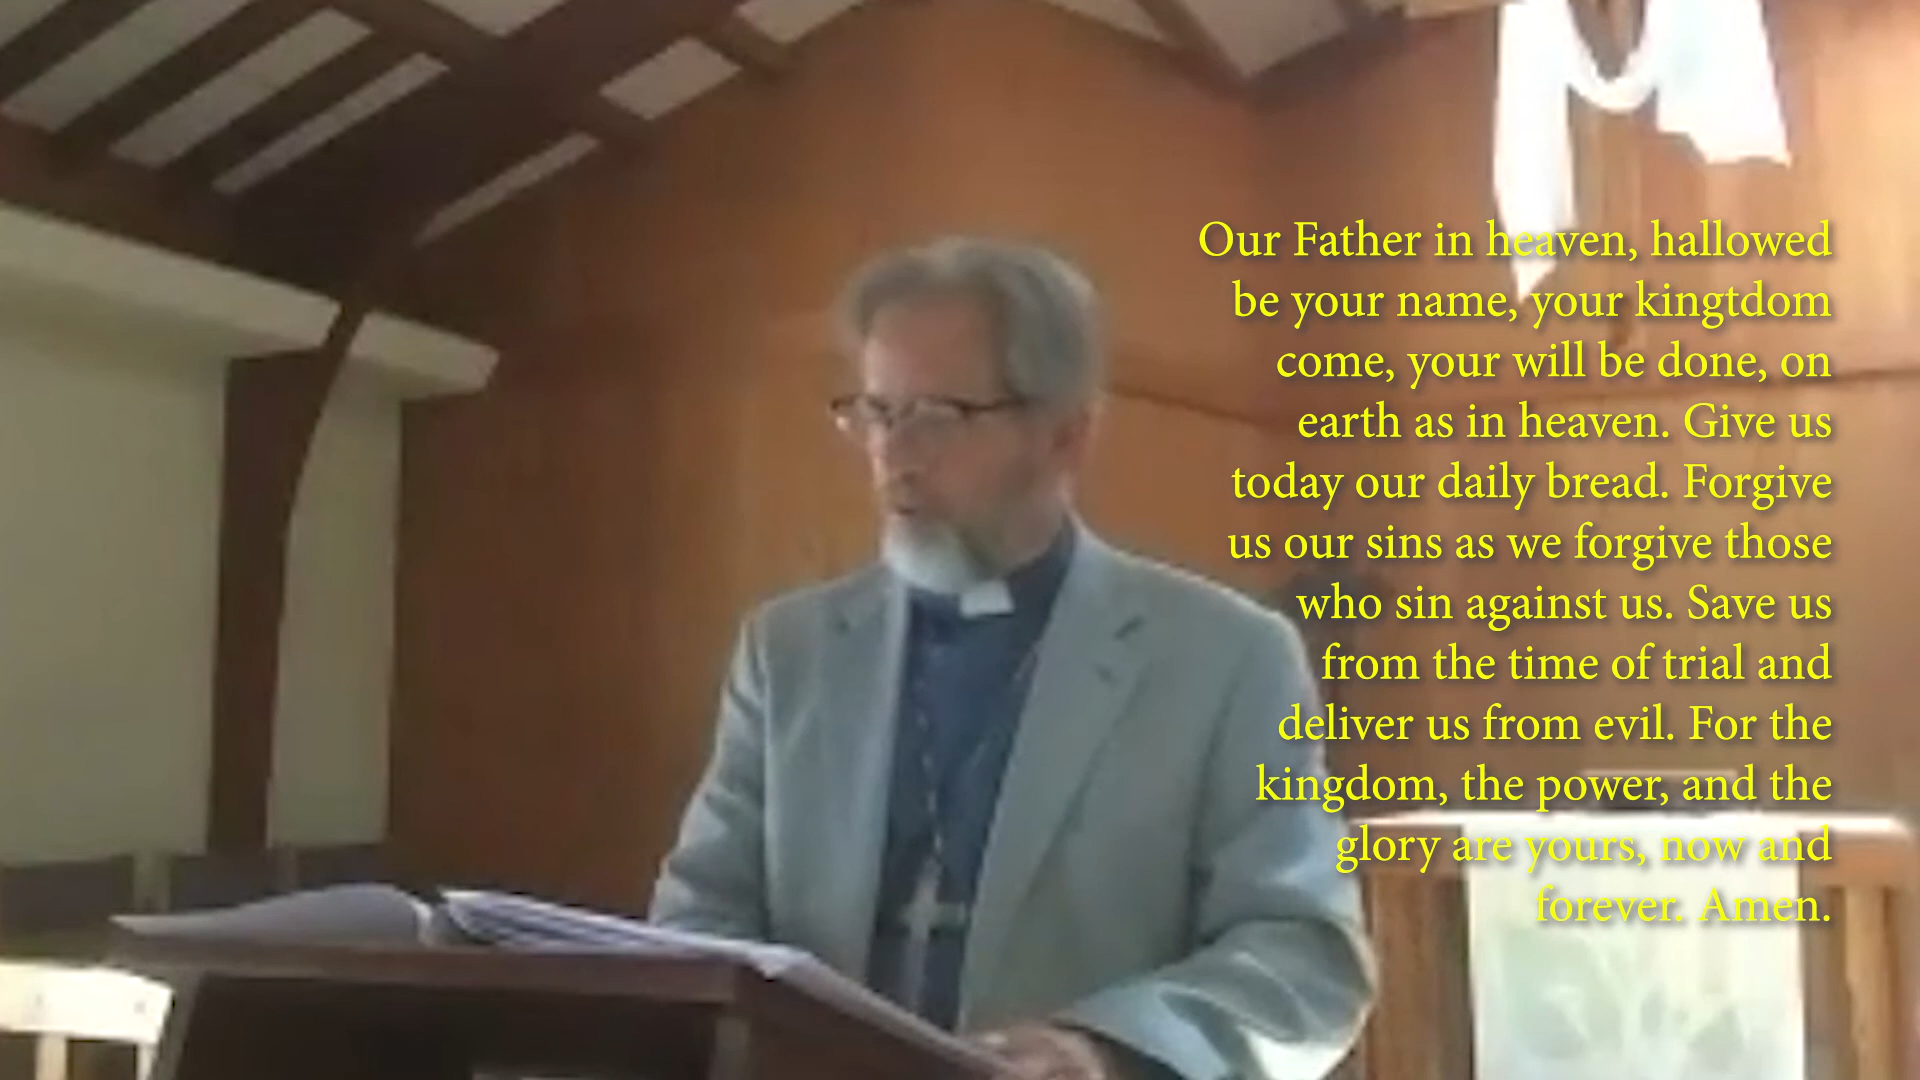 Our Father in heaven, hallowed
be your name, your kingtdom
come, your will be done, on
earth as in heaven. Give us
today our daily bread. Forgive
us our sins as we forgive those
who sin against us. Save us
from the time of trial and
deliver us from evil. For the
kingdom, the power, and the
glory are yours, now and
forever. Amen.